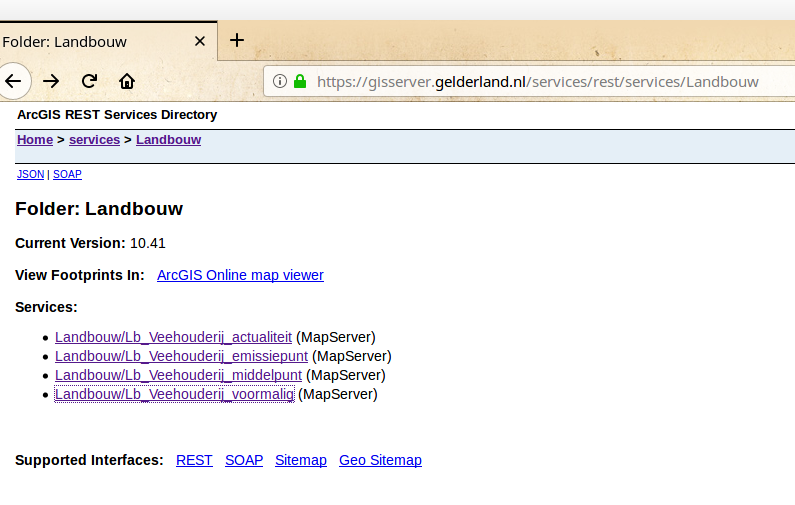 Folder: Landbouw
https://gisserver.gelderland.nl/services/rest/services/Landbouw
ArcGIS REST Services Directory
Home > services > Landbouw
JSON | SOAP
Folder: Landbouw
Current Version: 10.41
View Footprints In: ArcGIS Online map viewer
Services:
• Landbouw/Lb_Veehouderij_actualiteit (MapServer)
• Landbouw/Lb_Veehouderij_emissiepunt (MapServer)
• Landbouw/Lb_Veehouderij_middelpunt (MapServer)
• Landbouw/Lb_Veehouderij_voormalig (MapServer)
Supported Interfaces: REST SOAP Sitemap Geo Sitemap